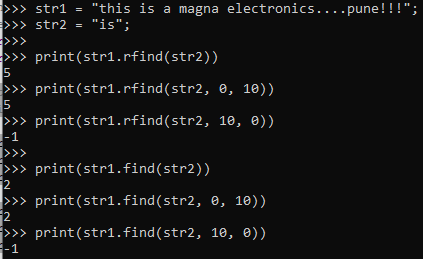 >>> str1 = "this is a magna electronics....pune!!!";
>>> str2 = "is";
>>>
>>> print(str1.rfind(str2))
5
>>> print(str1.rfind(str2, 0, 10))
5
>>> print(str1.rfind(str2, 10, 0))
-1
>>>
>>> print(str1.find(str2))
2
>>> print(str1.find(str2, 0, 10))
2
>>> print(str1.find(str2, 10, 0))
-1